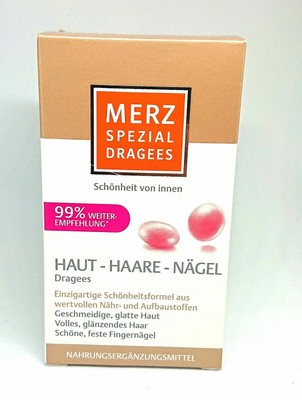 MERZ
SPEZIAL
DRAGEES
Schönheit von innen
99% WEITER-
EMPFEHLUNG*
HAUT - HAARE - NÄGEL
Dragees
Einzigartige Schönheitsformel aus
wertvollen Nähr- und Aufbaustoffen
Geschmeidige, glatte Haut
Volles, glänzendes Haar
Schöne, feste Fingernägel
NAHRUNGSERGÄNZUNGSMITTEL